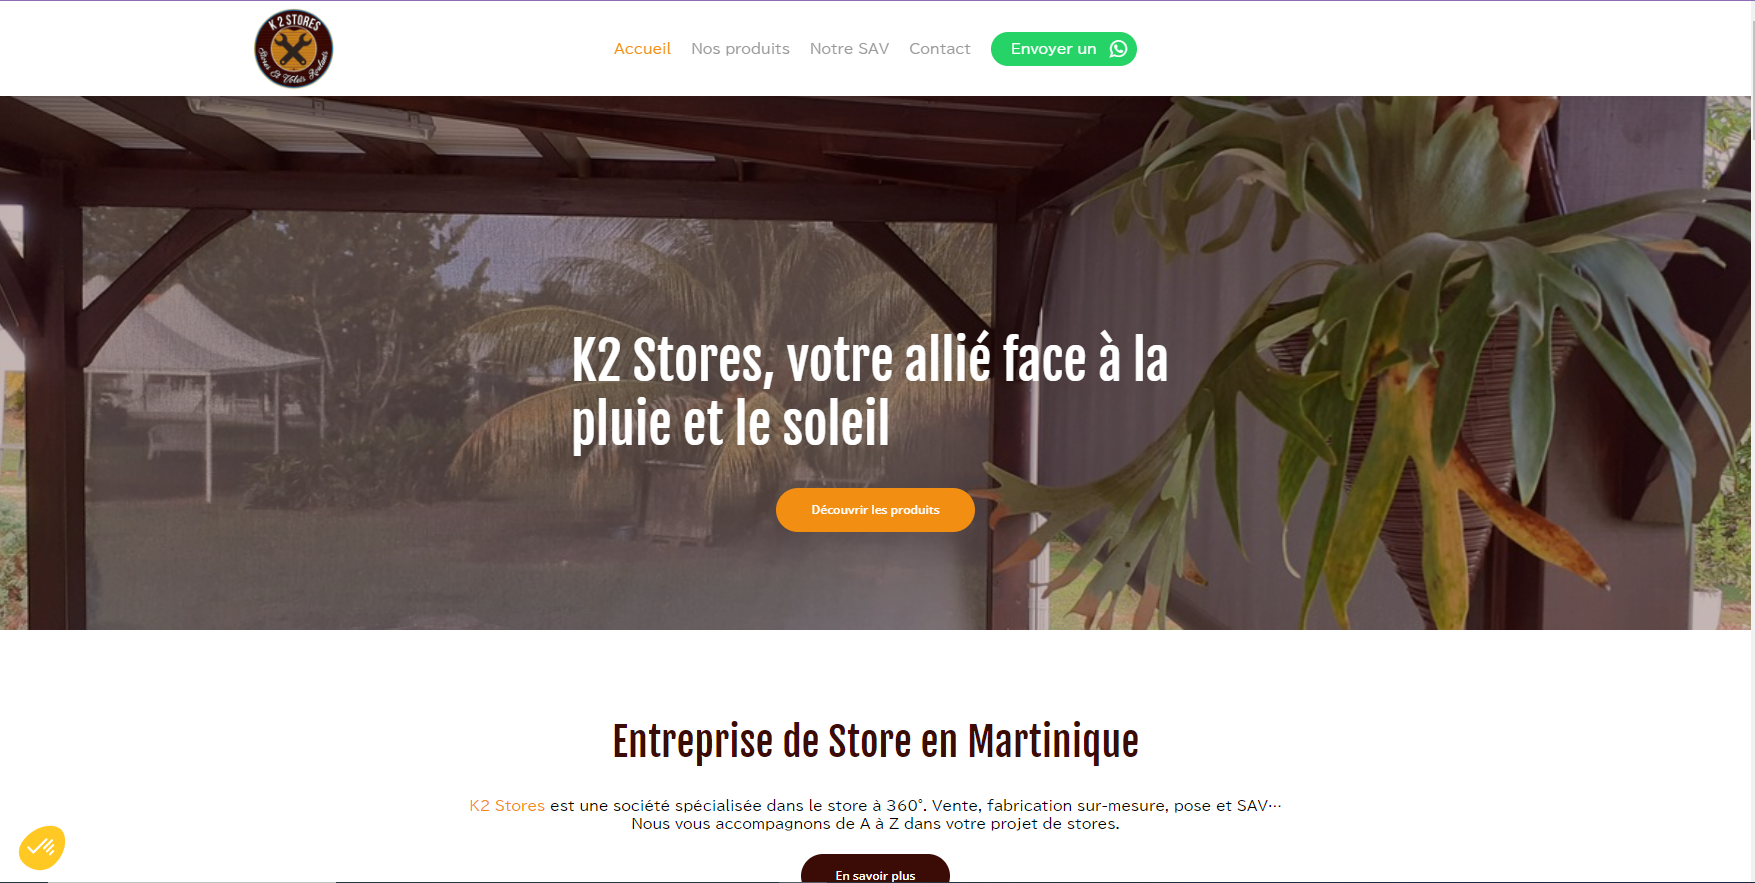 K 2 STORES
Stores Et Volets Roulants
Accueil
Nos produits
Notre SAV
Contact
Envoyer un
K2 Stores, votre allié face à la
pluie et le soleil
Découvrir les produits
Entreprise de Store en Martinique
K2 Stores est une société spécialisée dans le store à 360°. Vente, fabrication sur-mesure, pose et SAV…
Nous vous accompagnons de A à Z dans votre projet de stores.
En savoir plus